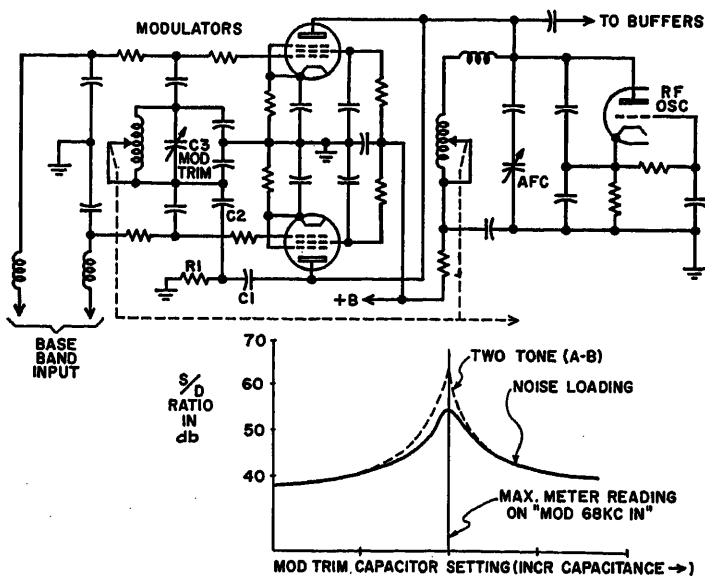 MODULATORS
TO BUFFERS
RF
OSC
C3
MOD
TRIM
AFC
C2
R1
C1
+B
BASE
BAND
INPUT
S/D
RATIO
IN
db
70
60
50
40
TWO TONE (A-B)
NOISE LOADING
MAX. METER READING
ON "MOD 68KC IN"
MOD TRIM CAPACITOR SETTING (INCR CAPACITANCE→)